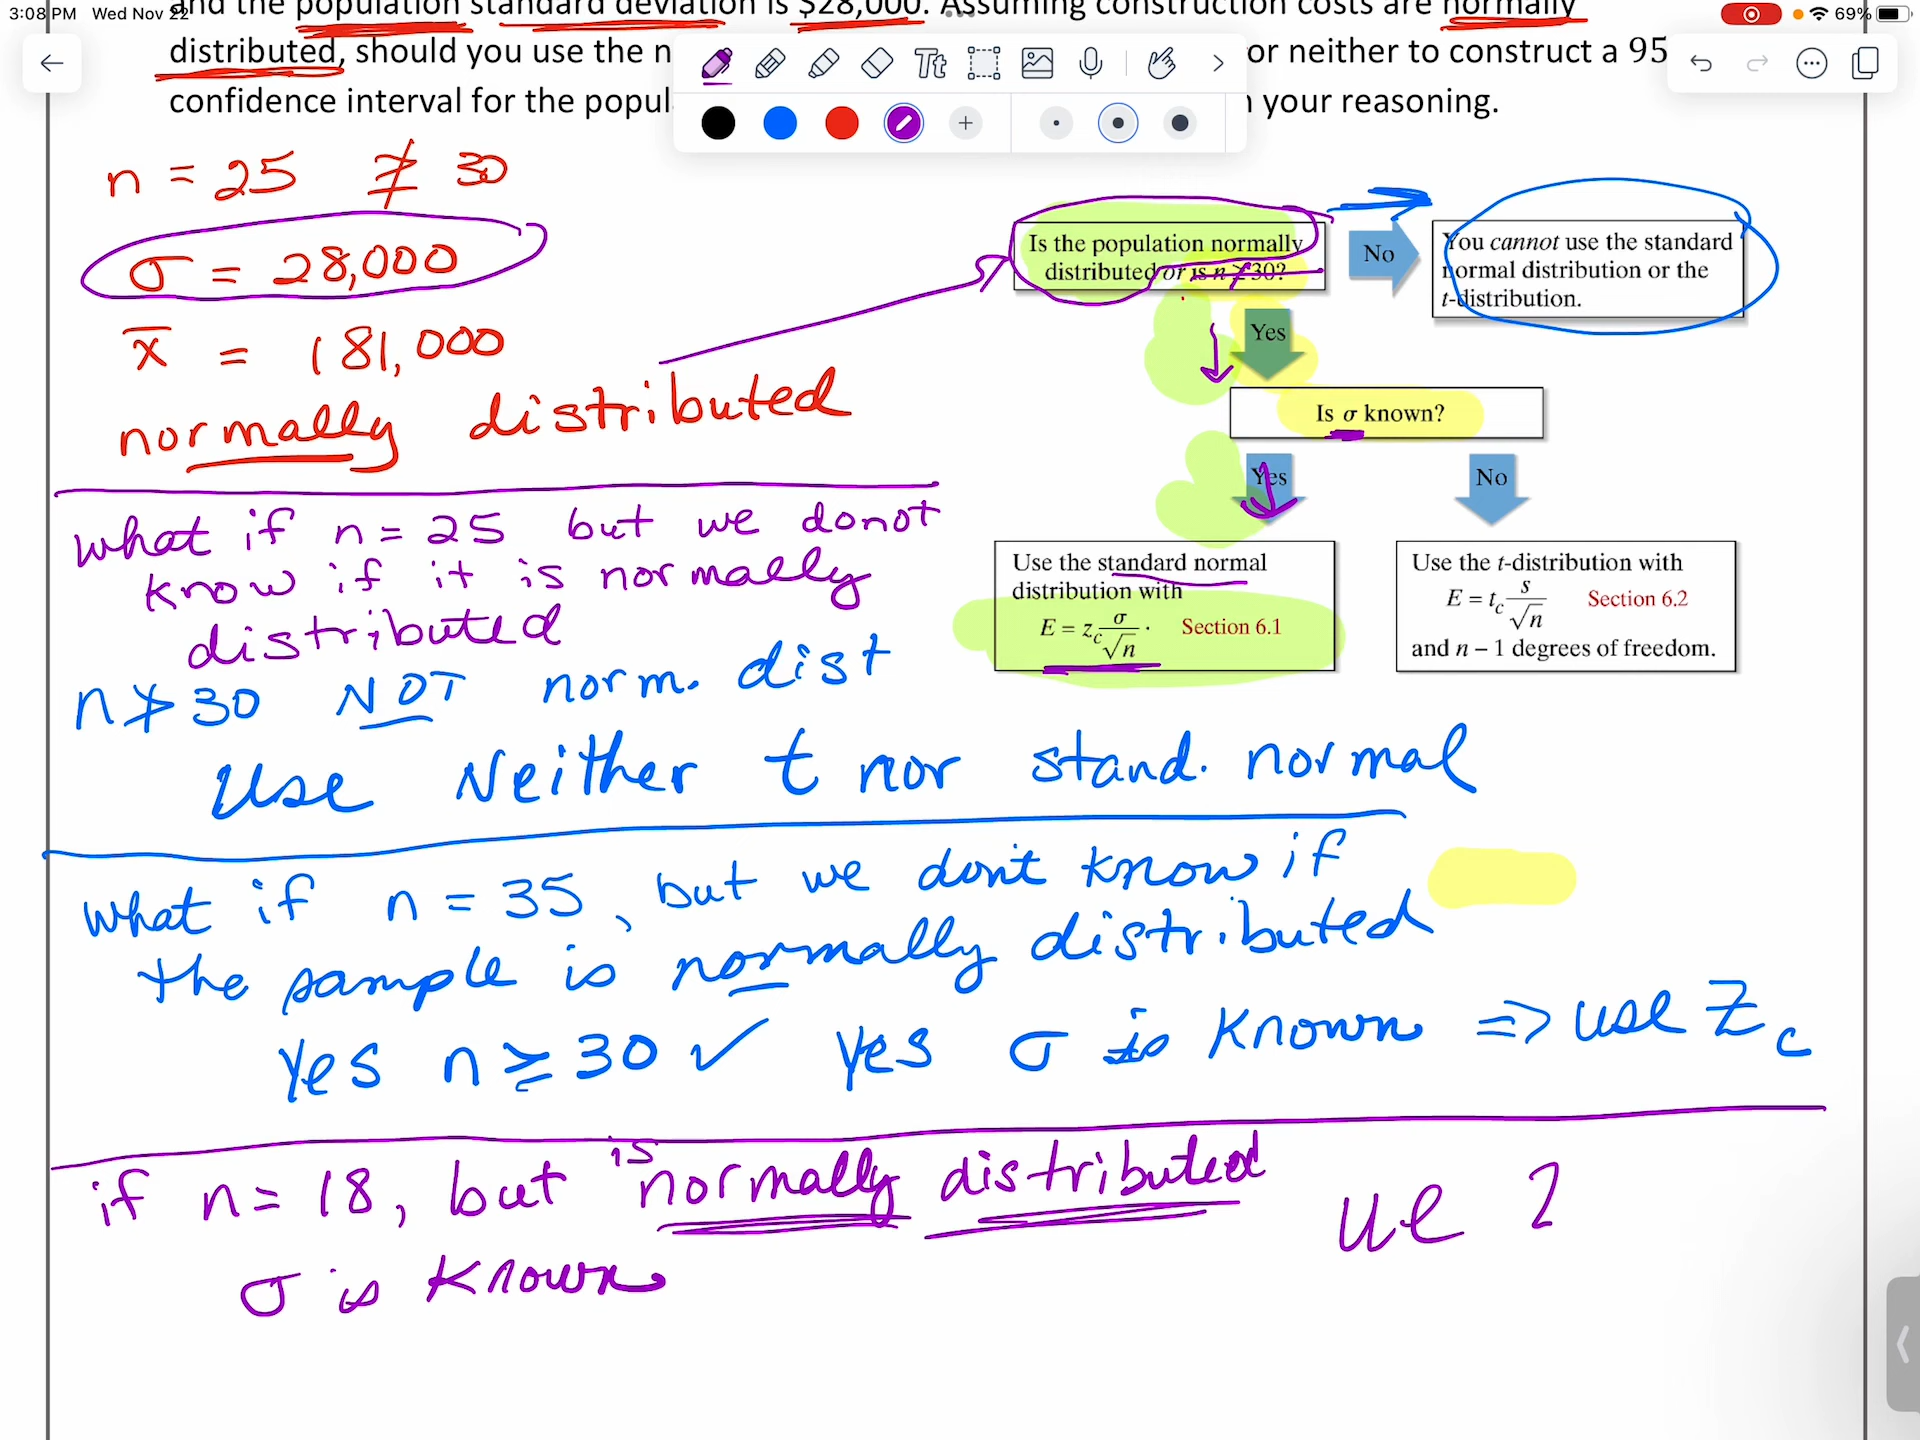 3:08 PM Wed Nov 22
and the population standard deviation is $28,000. Assuming construction costs are normally
69%
distributed, should you use the n
Tt
or neither to construct a 95
confidence interval for the popul
your reasoning.
n = 25 ≱ 30
σ = 28,000
x̄ = 181,000
normally distributed
Is the population normally
distributed or is n ≥ 30?
No
You cannot use the standard
normal distribution or the
t-distribution.
Yes
Is σ known?
Yes
No
Use the standard normal
distribution with
E = z_c σ/√n . Section 6.1
Use the t-distribution with
E = t_c s/√n Section 6.2
and n – 1 degrees of freedom.
what if n = 25 but we donot
know if it is normally
distributed
n ≯ 30 NOT norm. dist
Use Neither t nor stand. normal
what if n = 35, but we don't know if
the sample is normally distributed
Yes n ≥ 30 ✓ Yes σ is known => use Z_c
if n = 18, but is normally distributed
σ is known